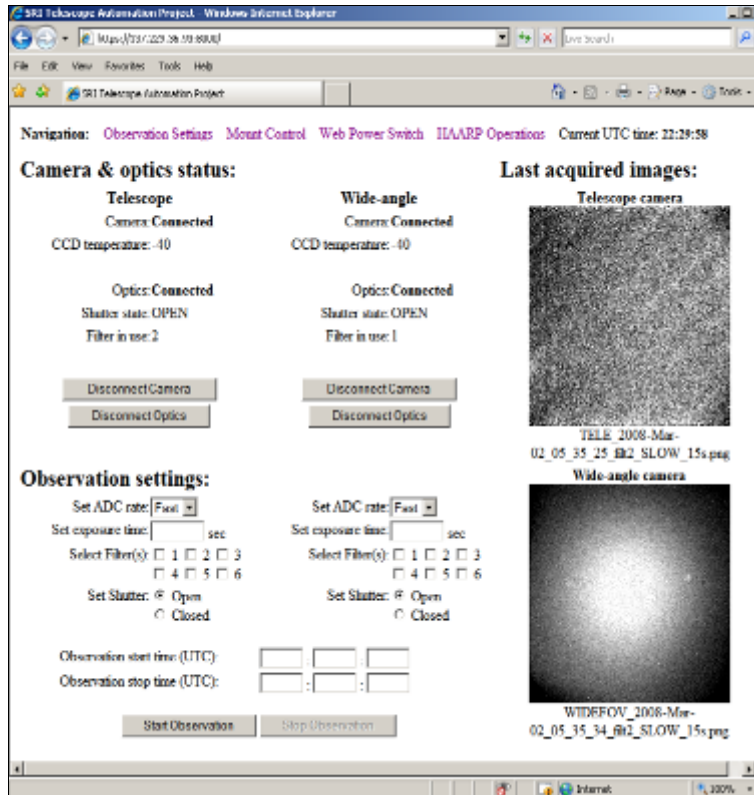 SRI Telescope Automation Project - Windows Internet Explorer
Live Search
File Edit View Favorites Tools Help
SRI Telescope Automation Project
Page Tools
Navigation: Observation Settings Mount Control Web Power Switch HAARP Operations Current UTC time: 22:29:58
Camera & optics status: Last acquired images:
Telescope Wide-angle Telescope camera
Camera: Connected Camera: Connected
CCD temperature: -40 CCD temperature: -40
Optics: Connected Optics: Connected
Shutter state: OPEN Shutter state: OPEN
Filter in use: 2 Filter in use: 1
Disconnect Camera Disconnect Camera
Disconnect Optics Disconnect Optics
TELE_2008-Mar-
02_05_35_25_filt2_SLOW_15s.png
Observation settings: Wide-angle camera
Set ADC rate: Fast Set ADC rate: Fast
Set exposure time: sec Set exposure time: sec
Select Filter(s): 1 2 3 Select Filter(s): 1 2 3
4 5 6 4 5 6
Set Shutter: Open Set Shutter: Open
Closed Closed
Observation start time (UTC): : :
Observation stop time (UTC): : :
Start Observation Stop Observation
WIDEFOV_2008-Mar-
02_05_35_34_filt2_SLOW_15s.png
Internet 100%